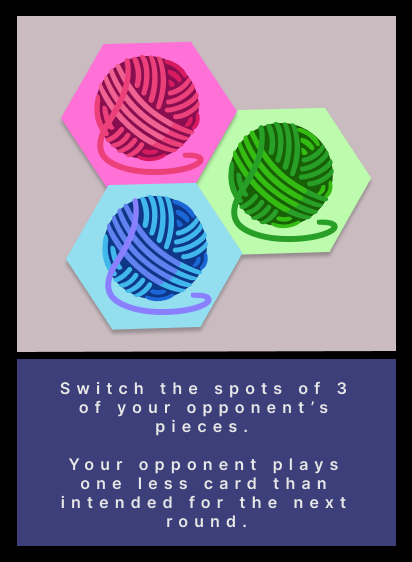 Switch the spots of 3
of your opponent’s
pieces.
Your opponent plays
one less card than
intended for the next
round.